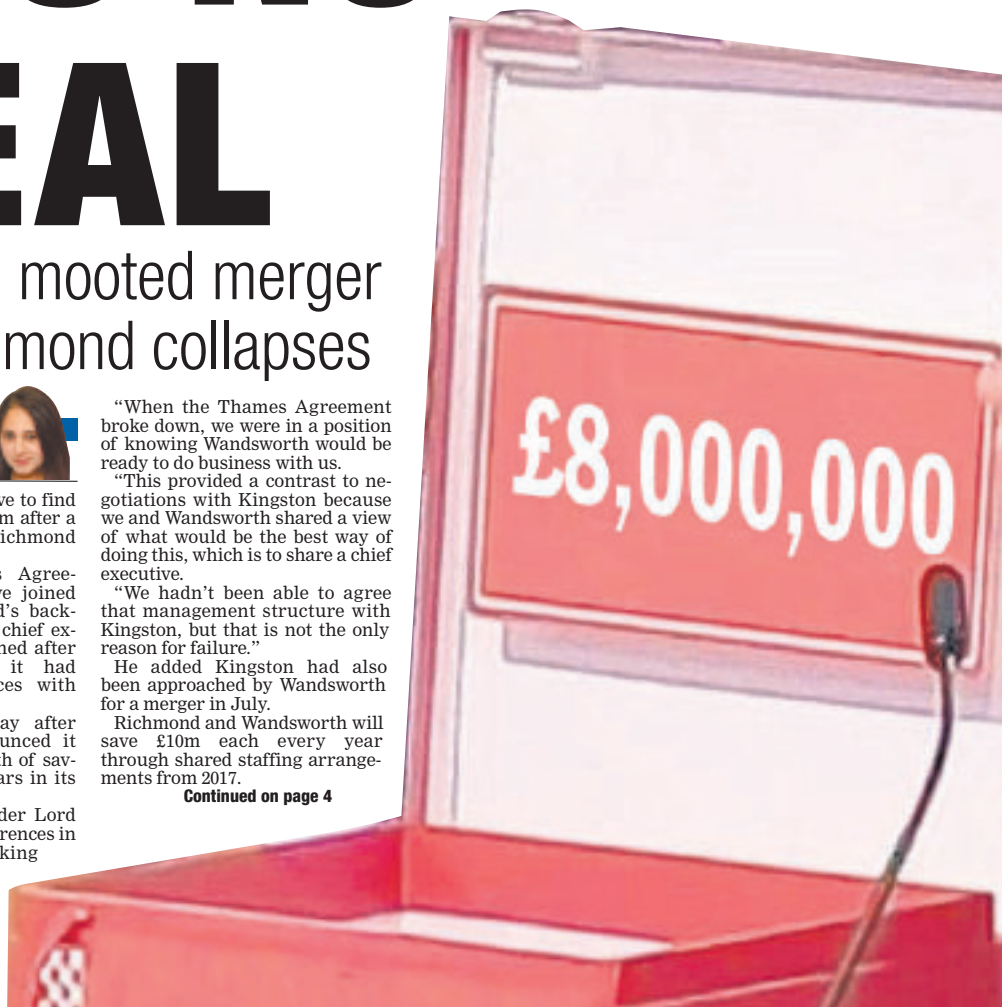 EAL
mooted merger
mond collapses
ve to find
m after a
ichmond
s Agree-
ve joined
d's back-
chief ex-
ned after
it had
ces with
ay after
unced it
th of sav-
ars in its
der Lord
rences in
king
“When the Thames Agreement
broke down, we were in a position
of knowing Wandsworth would be
ready to do business with us.
“This provided a contrast to ne-
gotiations with Kingston because
we and Wandsworth shared a view
of what would be the best way of
doing this, which is to share a chief
executive.
“We hadn’t been able to agree
that management structure with
Kingston, but that is not the only
reason for failure.”
He added Kingston had also
been approached by Wandsworth
for a merger in July.
Richmond and Wandsworth will
save £10m each every year
through shared staffing arrange-
ments from 2017.
Continued on page 4
£8,000,000